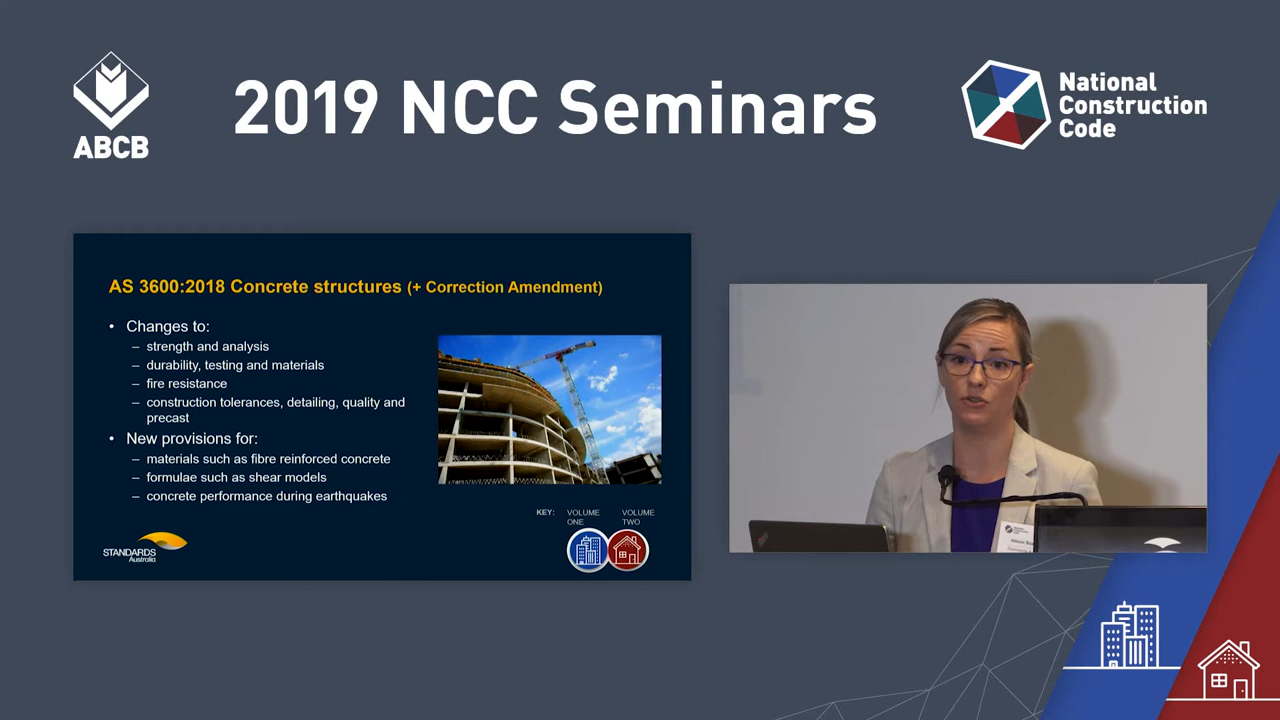 ABCB
2019 NCC Seminars
National
Construction
Code
AS 3600:2018 Concrete structures (+ Correction Amendment)
• Changes to:
– strength and analysis
– durability, testing and materials
– fire resistance
– construction tolerances, detailing, quality and
precast
• New provisions for:
– materials such as fibre reinforced concrete
– formulae such as shear models
– concrete performance during earthquakes
KEY: VOLUME
ONE
VOLUME
TWO
STANDARDS
Australia
Alison